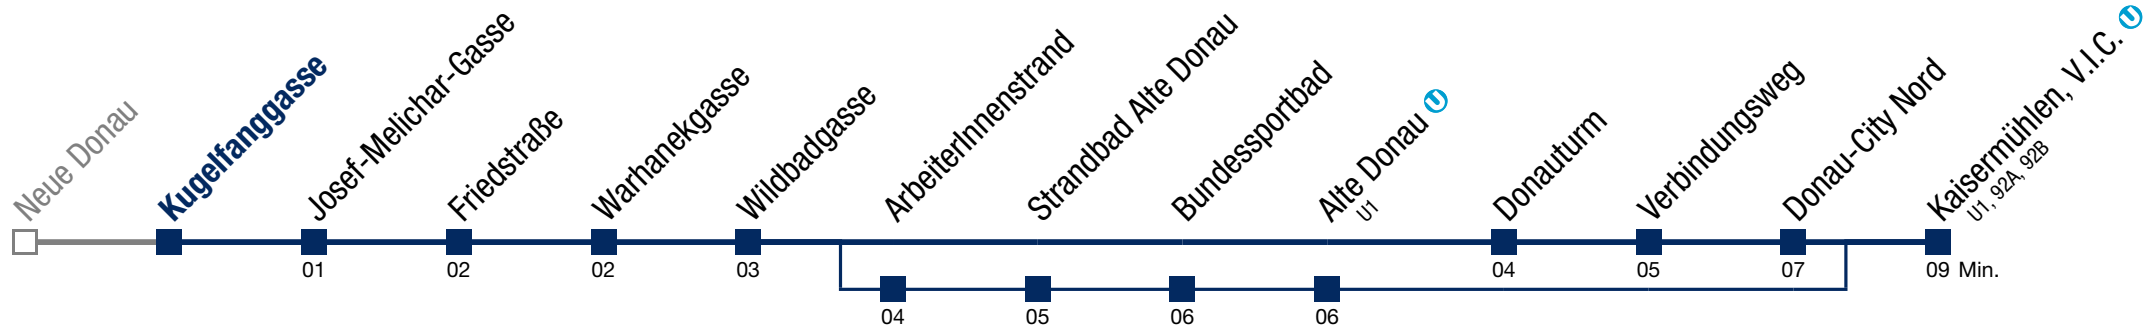 Neue Donau
Kugelfanggasse
Josef-Melichar-Gasse
Friedstraße
Warhanekgasse
Wildbadgasse
ArbeiterInnenstrand
Strandbad Alte Donau
Bundessportbad
Alte Donau U
U1
Donauturm
Verbindungsweg
Donau-City Nord
Kaisermühlen, V.I.C. U
U1, 92A, 92B
01
02
02
03
04
05
07
09 Min.
04
05
06
06